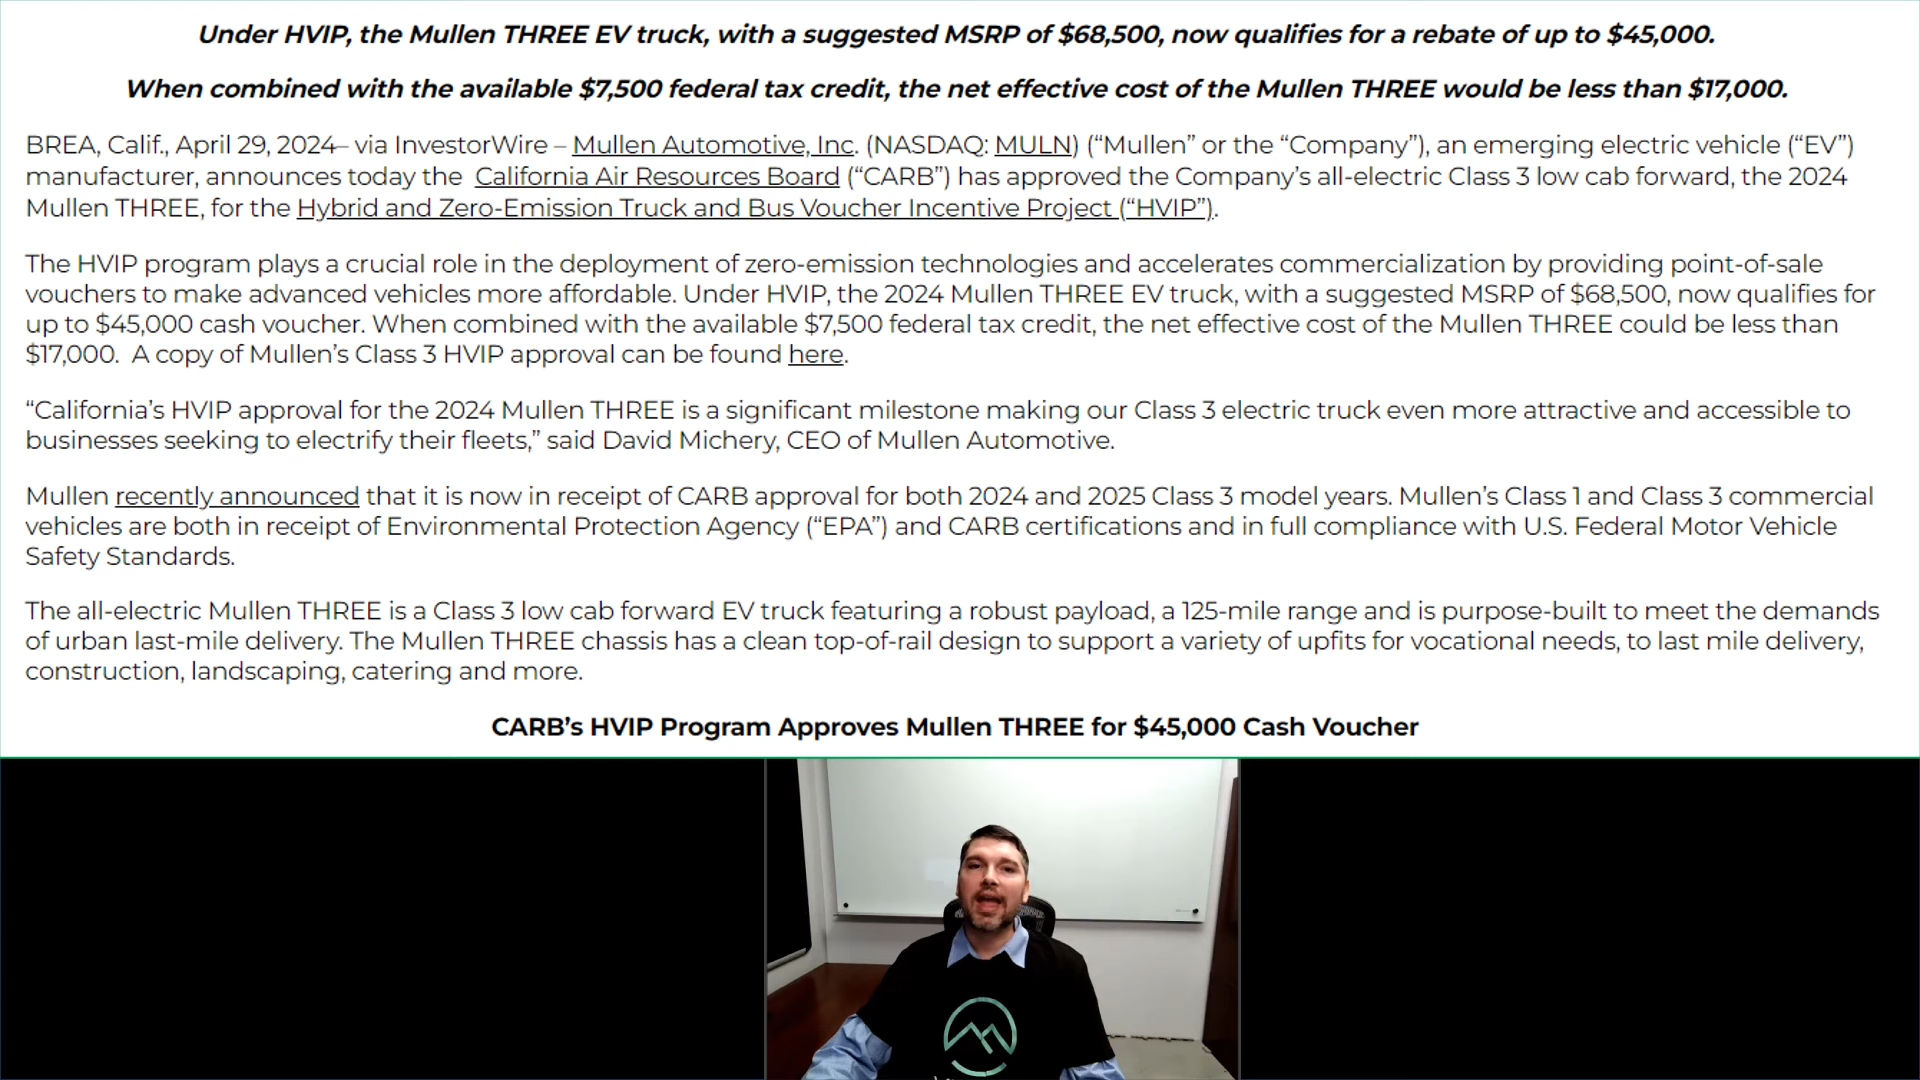 Under HVIP, the Mullen THREE EV truck, with a suggested MSRP of $68,500, now qualifies for a rebate of up to $45,000.
When combined with the available $7,500 federal tax credit, the net effective cost of the Mullen THREE would be less than $17,000.
BREA, Calif., April 29, 2024– via InvestorWire – Mullen Automotive, Inc. (NASDAQ: MULN) (“Mullen” or the “Company”), an emerging electric vehicle (“EV”)
manufacturer, announces today the California Air Resources Board (“CARB”) has approved the Company’s all-electric Class 3 low cab forward, the 2024
Mullen THREE, for the Hybrid and Zero-Emission Truck and Bus Voucher Incentive Project (“HVIP”).
The HVIP program plays a crucial role in the deployment of zero-emission technologies and accelerates commercialization by providing point-of-sale
vouchers to make advanced vehicles more affordable. Under HVIP, the 2024 Mullen THREE EV truck, with a suggested MSRP of $68,500, now qualifies for
up to $45,000 cash voucher. When combined with the available $7,500 federal tax credit, the net effective cost of the Mullen THREE could be less than
$17,000. A copy of Mullen’s Class 3 HVIP approval can be found here.
“California’s HVIP approval for the 2024 Mullen THREE is a significant milestone making our Class 3 electric truck even more attractive and accessible to
businesses seeking to electrify their fleets,” said David Michery, CEO of Mullen Automotive.
Mullen recently announced that it is now in receipt of CARB approval for both 2024 and 2025 Class 3 model years. Mullen’s Class 1 and Class 3 commercial
vehicles are both in receipt of Environmental Protection Agency (“EPA”) and CARB certifications and in full compliance with U.S. Federal Motor Vehicle
Safety Standards.
The all-electric Mullen THREE is a Class 3 low cab forward EV truck featuring a robust payload, a 125-mile range and is purpose-built to meet the demands
of urban last-mile delivery. The Mullen THREE chassis has a clean top-of-rail design to support a variety of upfits for vocational needs, to last mile delivery,
construction, landscaping, catering and more.
CARB’s HVIP Program Approves Mullen THREE for $45,000 Cash Voucher